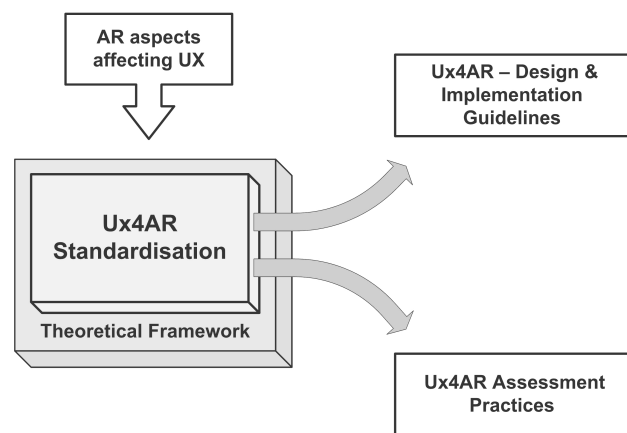 AR aspects
affecting UX
Ux4AR – Design &
Implementation
Guidelines
Ux4AR
Standardisation
Theoretical Framework
Ux4AR Assessment
Practices